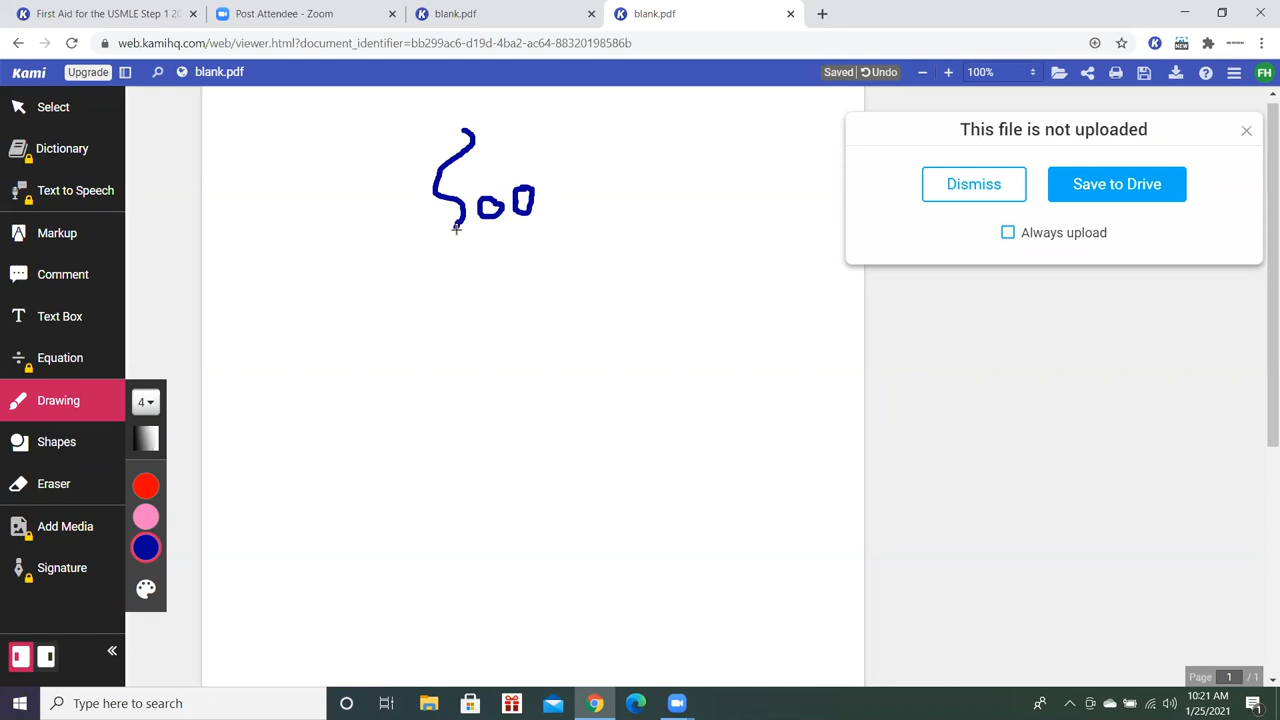 First Aid for the USMLE Step 1 20
Post Attendee - Zoom
blank.pdf
blank.pdf
web.kamihq.com/web/viewer.html?document_identifier=bb299ac6-d19d-4ba2-ac64-88320198586b
NEW
Kami
Upgrade
blank.pdf
Saved
Undo
100%
FH
Select
Dictionary
Text to Speech
Markup
Comment
Text Box
Equation
Drawing
Shapes
Eraser
Add Media
Signature
4
This file is not uploaded
Dismiss
Save to Drive
Always upload
Page 1 / 1
Type here to search
10:21 AM
1/25/2021